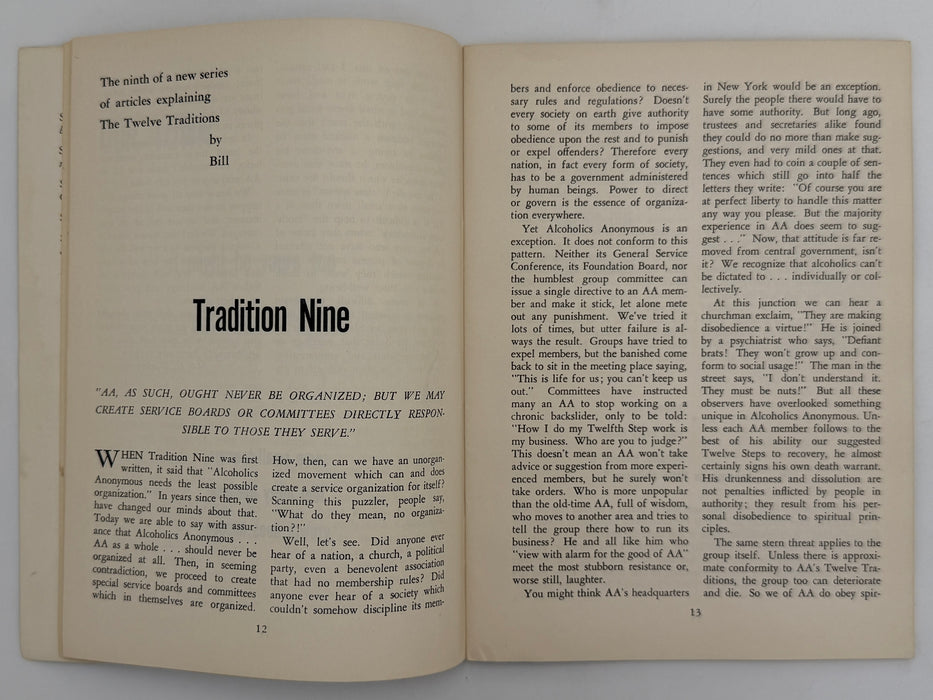 The ninth of a new series
of articles explaining
The Twelve Traditions
by
Bill
Tradition Nine
"AA, AS SUCH, OUGHT NEVER BE ORGANIZED; BUT WE MAY
CREATE SERVICE BOARDS OR COMMITTEES DIRECTLY RESPON-
SIBLE TO THOSE THEY SERVE."
WHEN Tradition Nine was first
written, it said that "Alcoholics
Anonymous needs the least possible
organization." In years since then, we
have changed our minds about that.
Today we are able to say with assur-
ance that Alcoholics Anonymous . . .
AA as a whole . . . should never be
organized at all. Then, in seeming
contradiction, we proceed to create
special service boards and committees
which in themselves are organized.
How, then, can we have an unorgan-
ized movement which can and does
create a service organization for itself?
Scanning this puzzler, people say,
"What do they mean, no organiza-
tion?!"
Well, let's see. Did anyone ever
hear of a nation, a church, a political
party, even a benevolent association
that had no membership rules? Did
anyone ever hear of a society which
couldn't somehow discipline its mem-
12
bers and enforce obedience to neces-
sary rules and regulations? Doesn't
every society on earth give authority
to some of its members to impose
obedience upon the rest and to punish
or expel offenders? Therefore every
nation, in fact every form of society,
has to be a government administered
by human beings. Power to direct
or govern is the essence of organiza-
tion everywhere.
Yet Alcoholics Anonymous is an
exception. It does not conform to this
pattern. Neither its General Service
Conference, its Foundation Board, nor
the humblest group committee can
issue a single directive to an AA mem-
ber and make it stick, let alone mete
out any punishment. We've tried it
lots of times, but utter failure is al-
ways the result. Groups have tried to
expel members, but the banished come
back to sit in the meeting place saying,
"This is life for us; you can't keep us
out." Committees have instructed
many an AA to stop working on a
chronic backslider, only to be told:
"How I do my Twelfth Step work is
my business. Who are you to judge?"
This doesn't mean an AA won't take
advice or suggestion from more experi-
enced members, but he surely won't
take orders. Who is more unpopular
than the old-time AA, full of wisdom,
who moves to another area and tries to
tell the group there how to run its
business? He and all like him who
"view with alarm for the good of AA"
meet the most stubborn resistance or,
worse still, laughter.
You might think AA's headquarters
in New York would be an exception.
Surely the people there would have to
have some authority. But long ago,
trustees and secretaries alike found
they could do no more than make sug-
gestions, and very mild ones at that.
They even had to coin a couple of sen-
tences which still go into half the
letters they write: "Of course you are
at perfect liberty to handle this matter
any way you please. But the majority
experience in AA does seem to sug-
gest . . ." Now, that attitude is far re-
moved from central government, isn't
it? We recognize that alcoholics can't
be dictated to . . . individually or col-
lectively.
At this junction we can hear a
churchman exclaim, "They are making
disobedience a virtue!" He is joined
by a psychiatrist who says, "Defiant
brats! They won't grow up and con-
form to social usage!" The man in the
street says, "I don't understand it.
They must be nuts!" But all these
observers have overlooked something
unique in Alcoholics Anonymous. Un-
less each AA member follows to the
best of his ability our suggested
Twelve Steps to recovery, he almost
certainly signs his own death warrant.
His drunkenness and dissolution are
not penalties inflicted by people in
authority; they result from his per-
sonal disobedience to spiritual prin-
ciples.
The same stern threat applies to the
group itself. Unless there is approxi-
mate conformity to AA's Twelve Tra-
ditions, the group too can deteriorate
and die. So we of AA do obey spir-
13